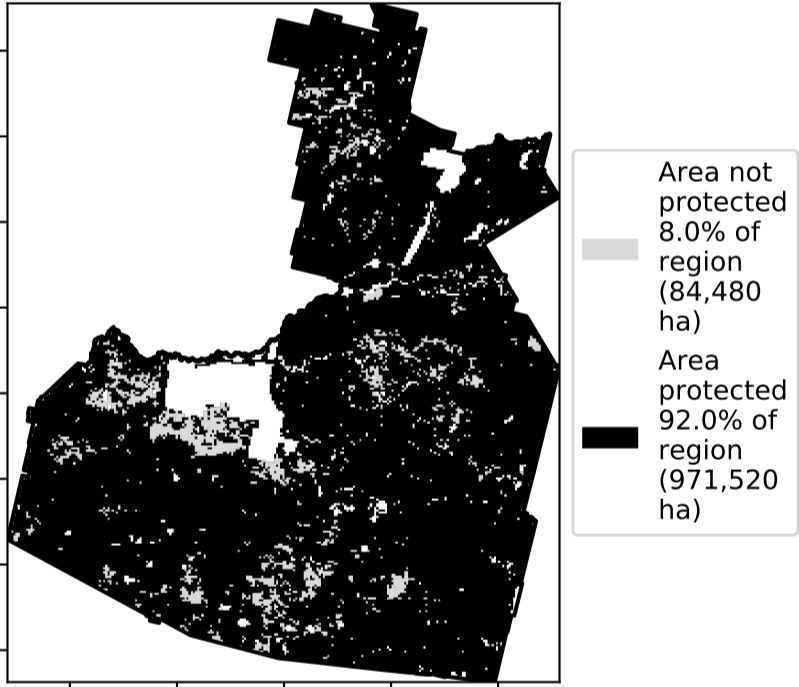 Area not
protected
8.0% of
region
(84,480
ha)
Area
protected
92.0% of
region
(971,520
ha)